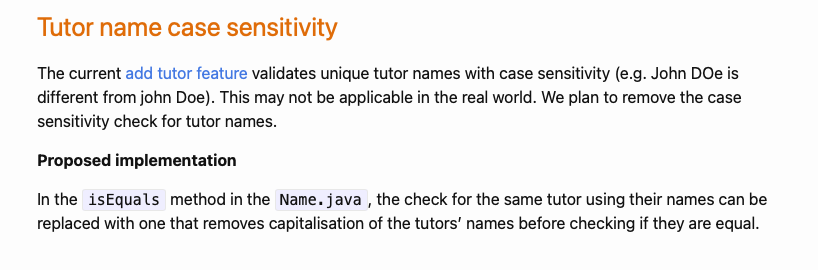 Tutor name case sensitivity
The current add tutor feature validates unique tutor names with case sensitivity (e.g. John DOe is
different from john Doe). This may not be applicable in the real world. We plan to remove the case
sensitivity check for tutor names.
Proposed implementation
In the isEquals method in the Name.java, the check for the same tutor using their names can be
replaced with one that removes capitalisation of the tutors’ names before checking if they are equal.